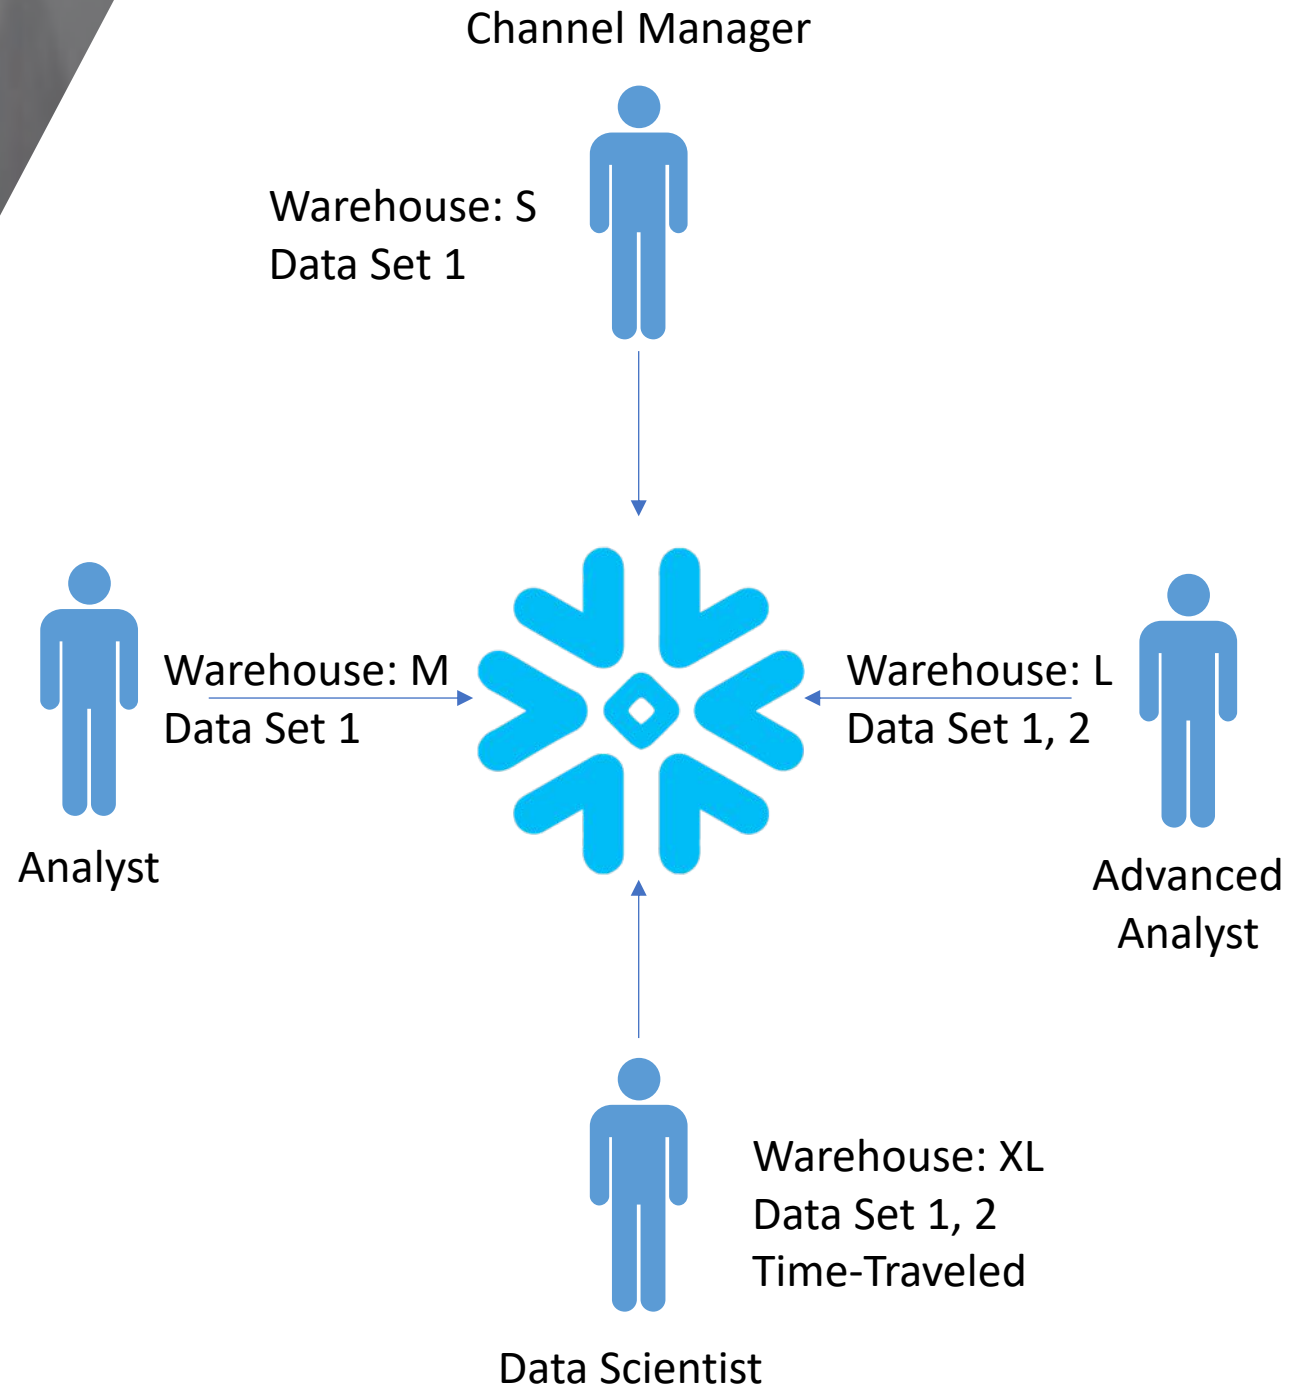 Channel Manager
Warehouse: S
Data Set 1
Warehouse: M
Data Set 1
Analyst
Warehouse: L
Data Set 1, 2
Advanced
Analyst
Warehouse: XL
Data Set 1, 2
Time-Traveled
Data Scientist